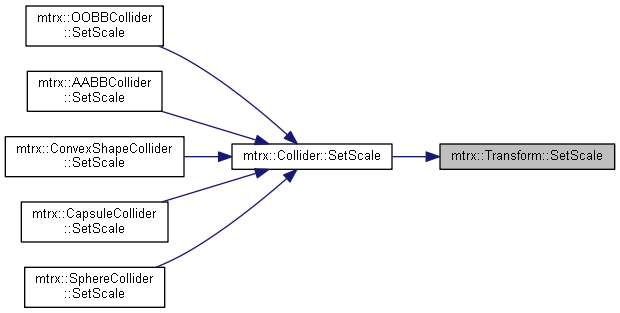 mtrx::OOBBCollider
::SetScale
mtrx::AABBCollider
::SetScale
mtrx::ConvexShapeCollider
::SetScale
mtrx::Collider::SetScale
mtrx::Transform::SetScale
mtrx::CapsuleCollider
::SetScale
mtrx::SphereCollider
::SetScale